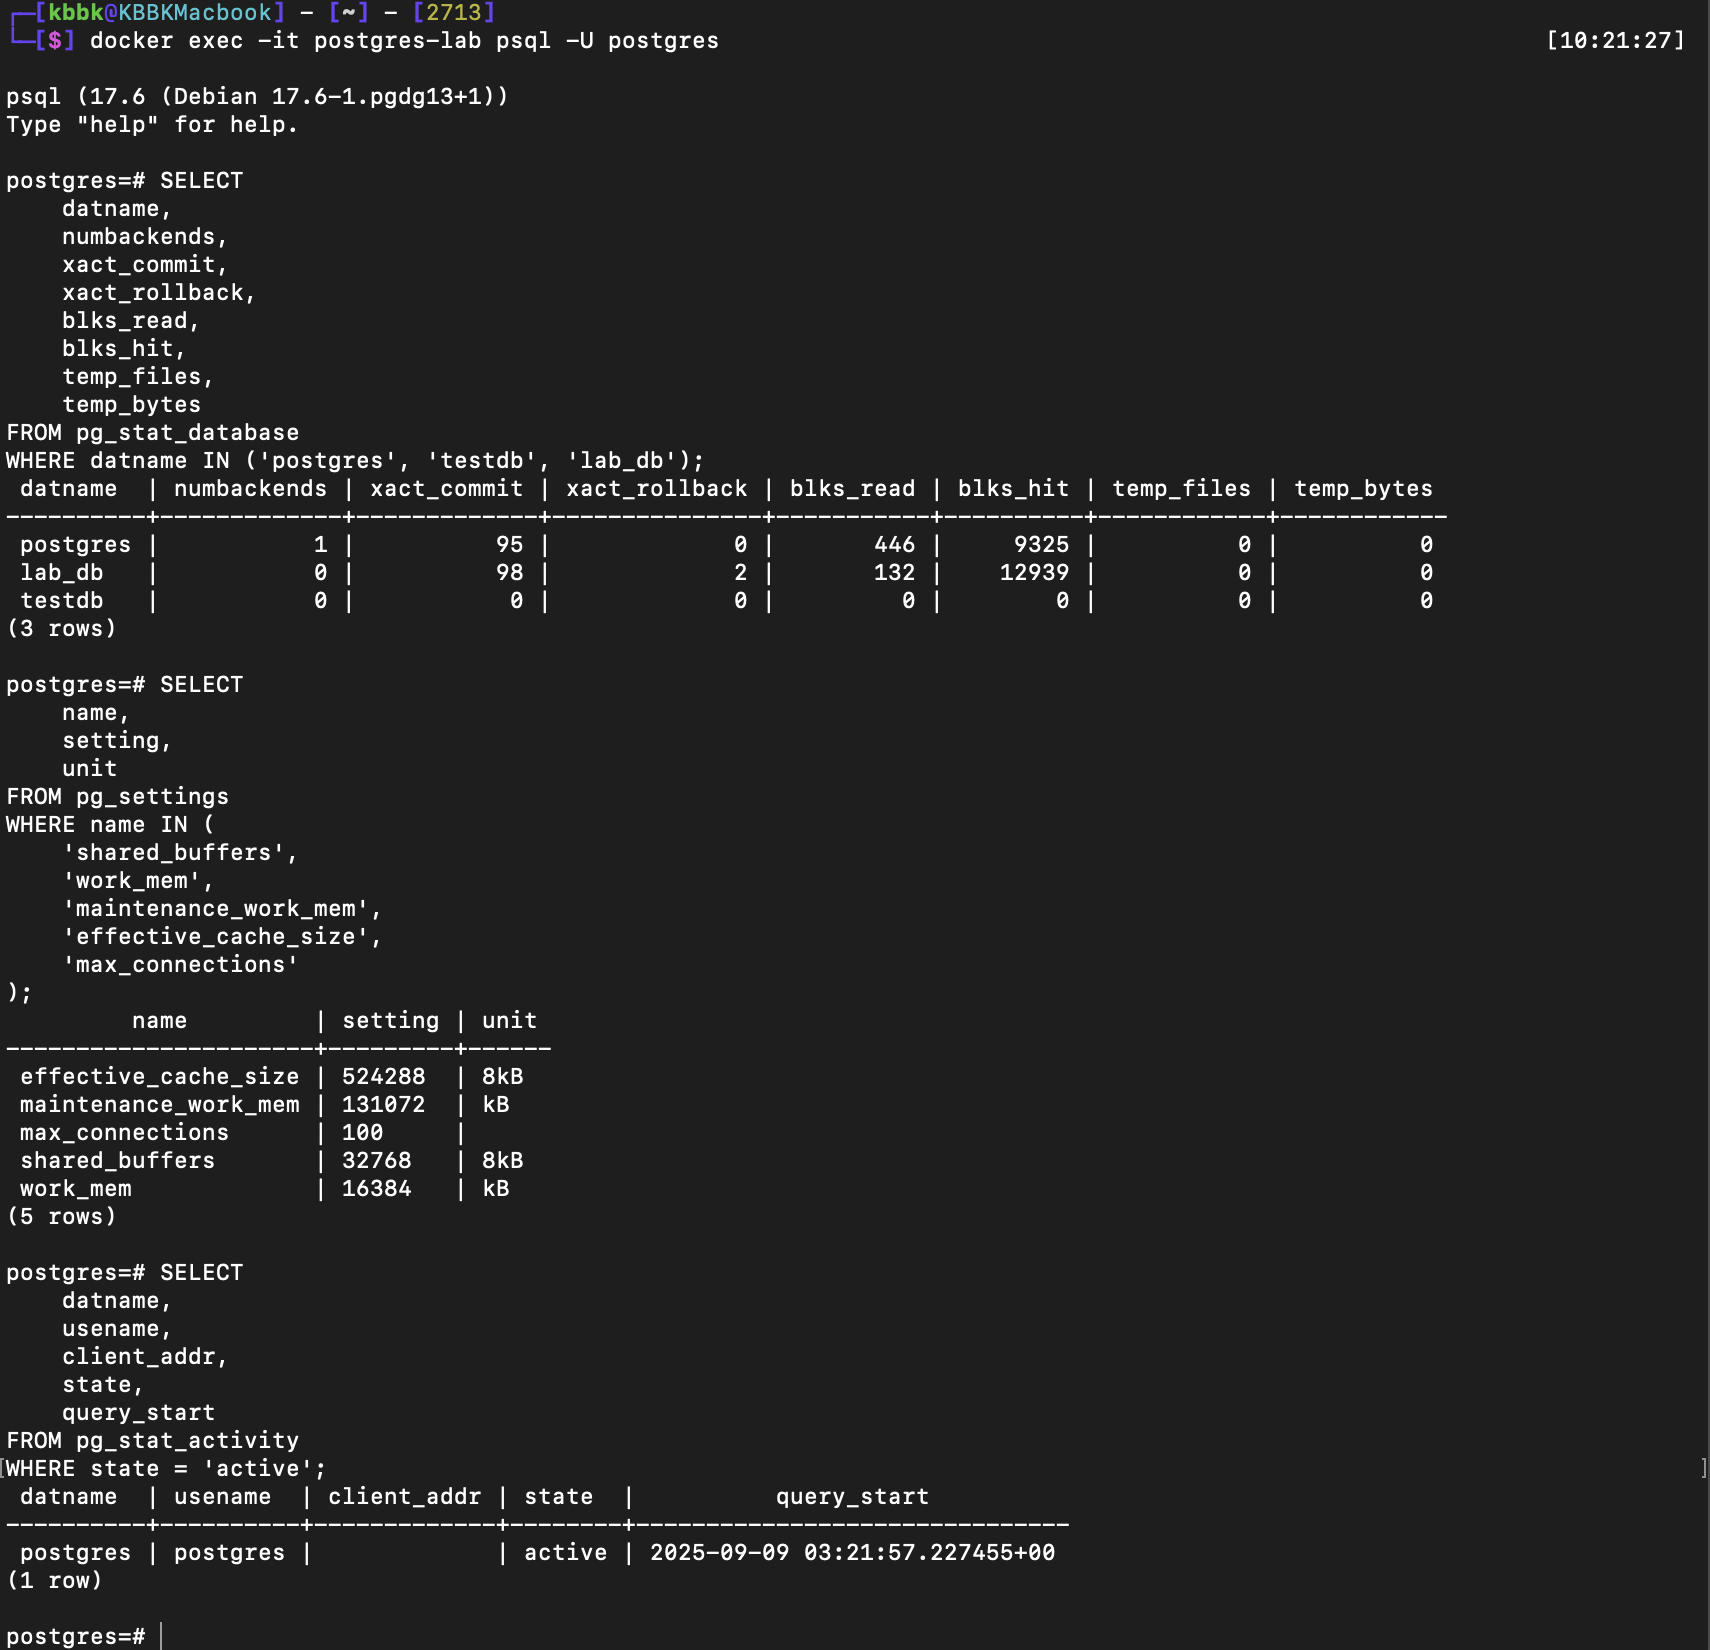 ┌─[kbbk@KBBKMacbook] - [~] - [2713]
└─[$] docker exec -it postgres-lab psql -U postgres [10:21:27]

psql (17.6 (Debian 17.6-1.pgdg13+1))
Type "help" for help.

postgres=# SELECT
    datname,
    numbackends,
    xact_commit,
    xact_rollback,
    blks_read,
    blks_hit,
    temp_files,
    temp_bytes
FROM pg_stat_database
WHERE datname IN ('postgres', 'testdb', 'lab_db');
 datname  | numbackends | xact_commit | xact_rollback | blks_read | blks_hit | temp_files | temp_bytes
----------+-------------+-------------+---------------+-----------+----------+------------+------------
 postgres |           1 |          95 |             0 |       446 |     9325 |          0 |          0
 lab_db   |           0 |          98 |             2 |       132 |    12939 |          0 |          0
 testdb   |           0 |           0 |             0 |         0 |        0 |          0 |          0
(3 rows)

postgres=# SELECT
    name,
    setting,
    unit
FROM pg_settings
WHERE name IN (
    'shared_buffers',
    'work_mem',
    'maintenance_work_mem',
    'effective_cache_size',
    'max_connections'
);
         name         | setting | unit
----------------------+---------+------
 effective_cache_size | 524288  | 8kB
 maintenance_work_mem | 131072  | kB
 max_connections      | 100     |
 shared_buffers       | 32768   | 8kB
 work_mem             | 16384   | kB
(5 rows)

postgres=# SELECT
    datname,
    usename,
    client_addr,
    state,
    query_start
FROM pg_stat_activity
[WHERE state = 'active'; ]
 datname  | usename  | client_addr | state  |          query_start
----------+----------+-------------+--------+-------------------------------
 postgres | postgres |             | active | 2025-09-09 03:21:57.227455+00
(1 row)

postgres=#